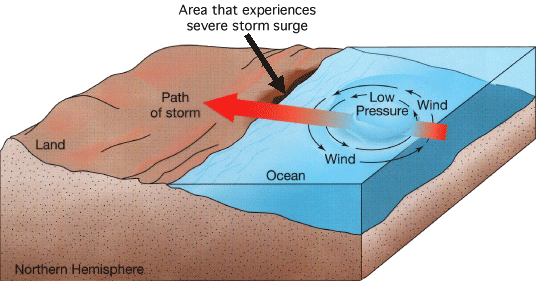 Area that experiences
severe storm surge
Path
of storm
Low
Pressure
Wind
Land
Wind
Ocean
Northern Hemisphere